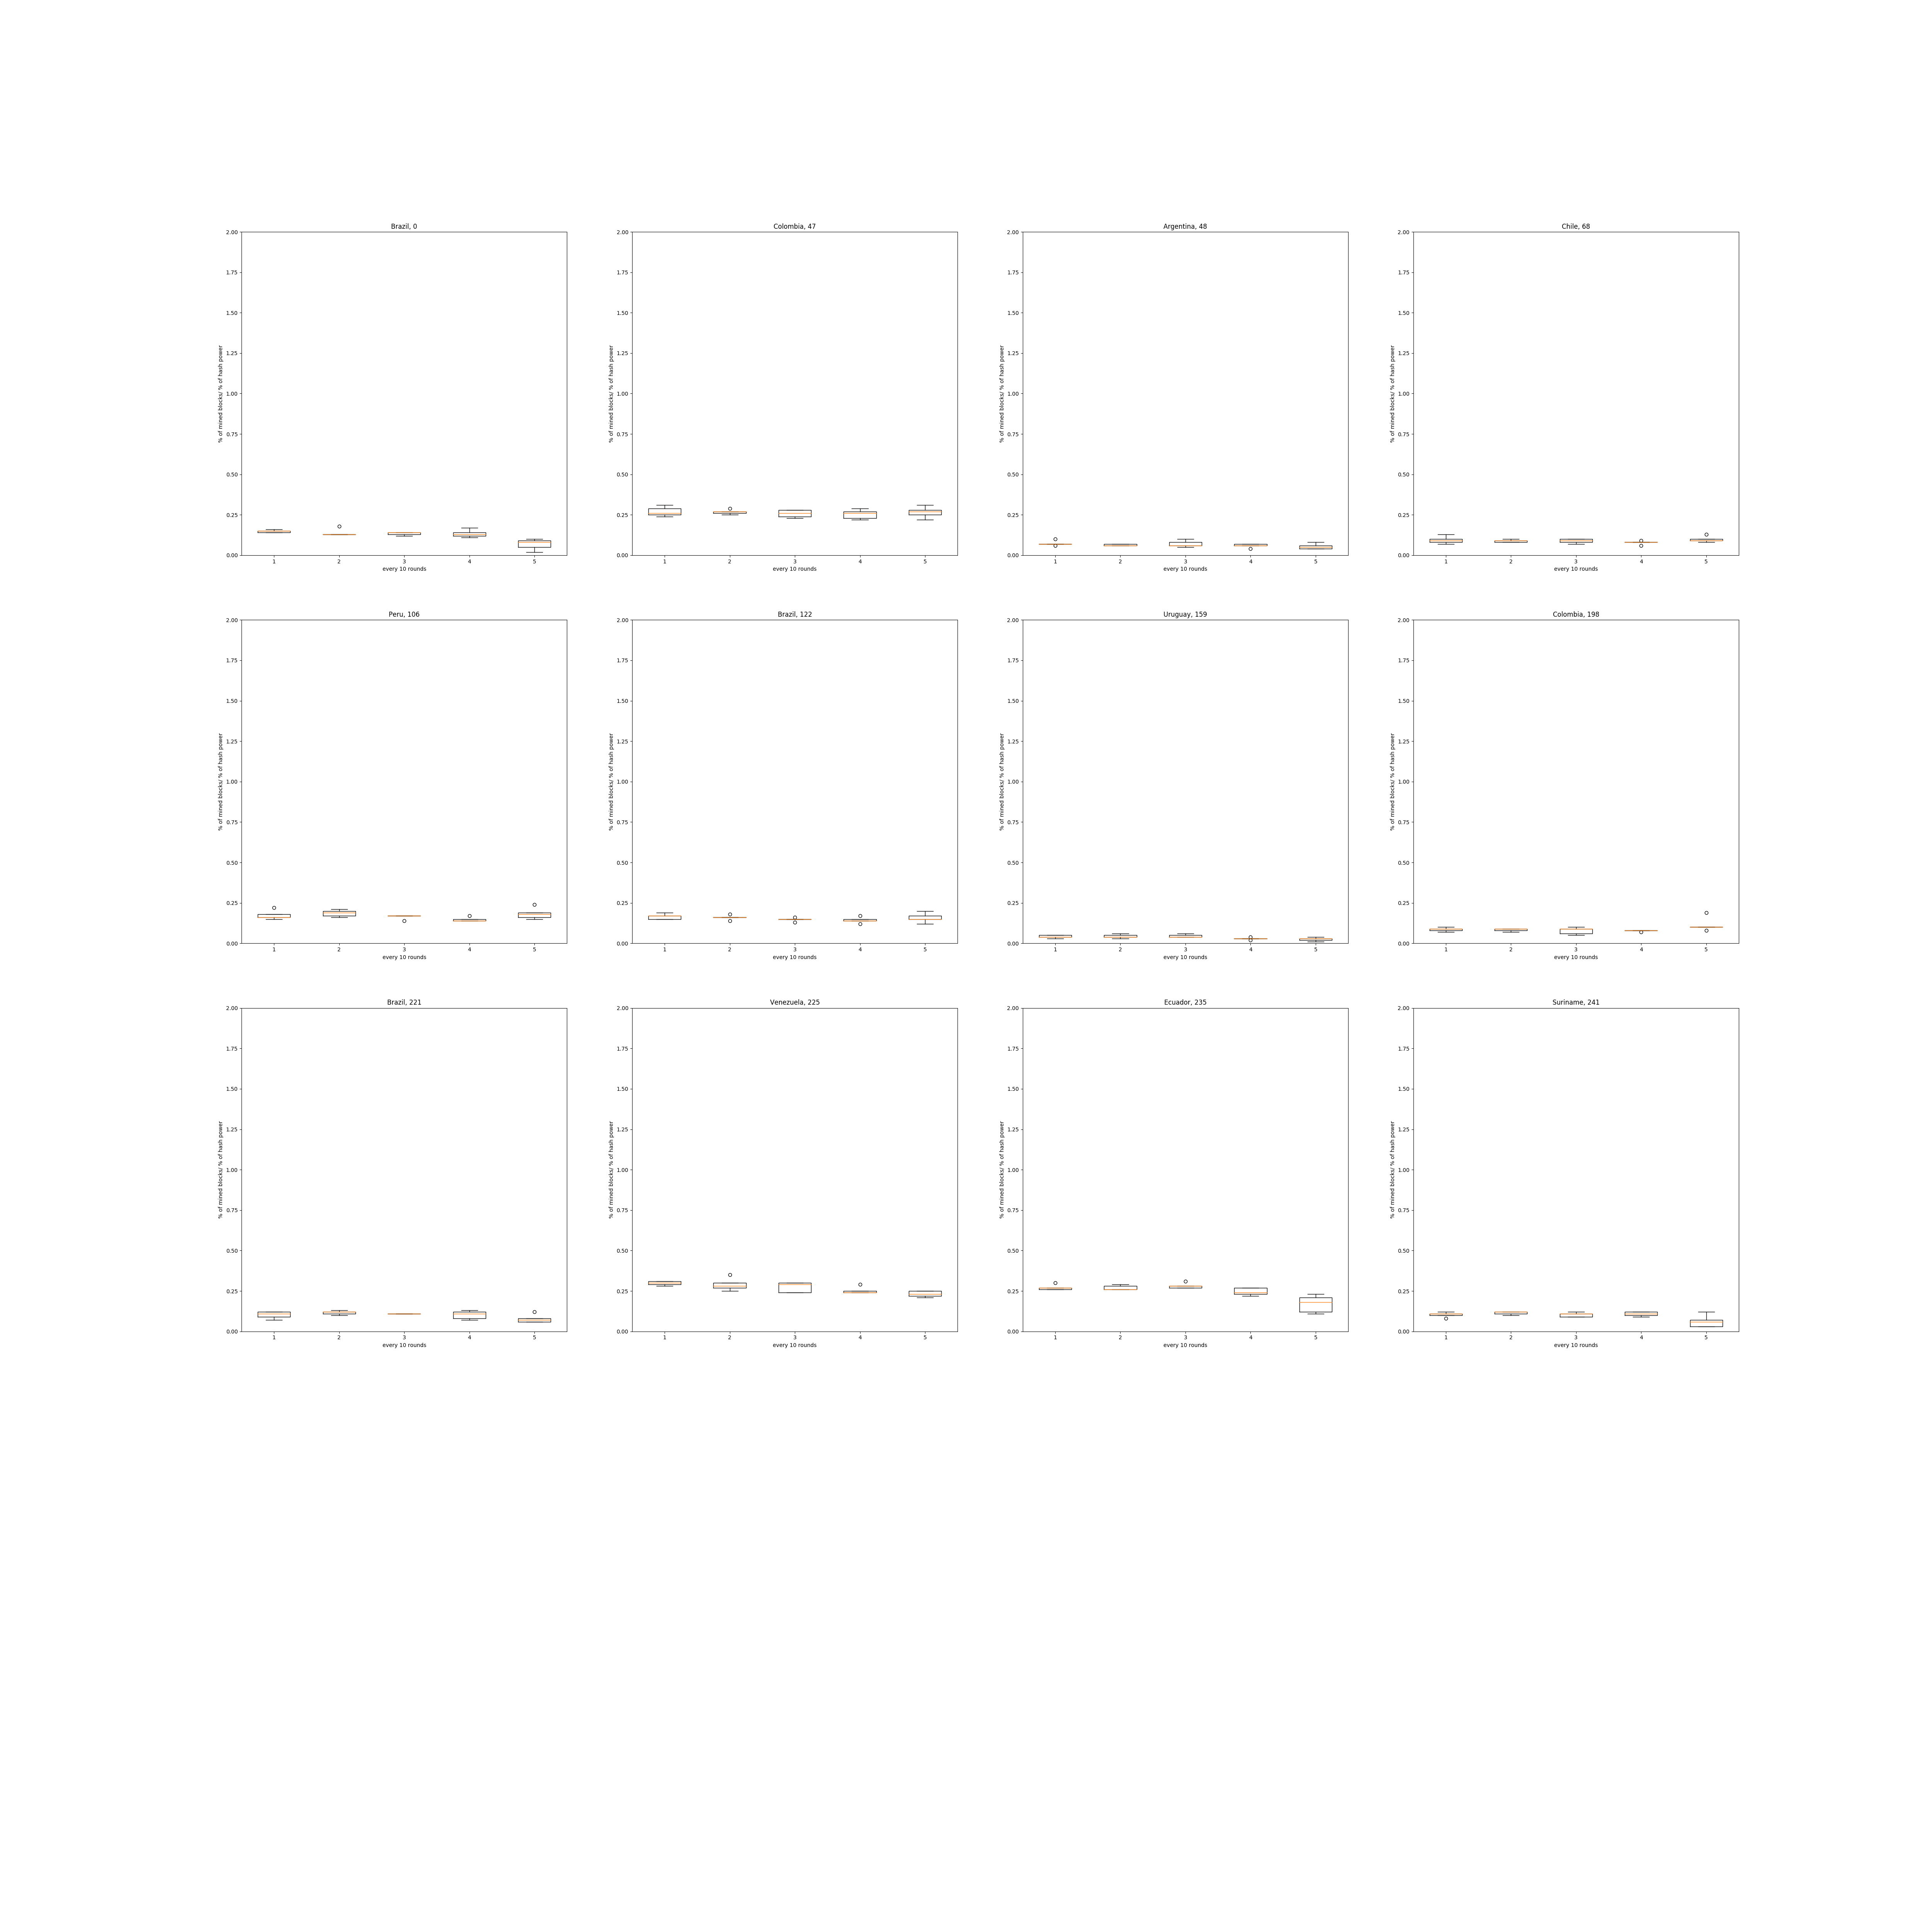 Brazil, 0
2.00
1.75
1.50
1.25
1.00
0.75
0.50
0.25
0.00
% of mined blocks/ % of hash power
1 2 3 4 5
every 10 rounds
Colombia, 47
2.00
1.75
1.50
1.25
1.00
0.75
0.50
0.25
0.00
% of mined blocks/ % of hash power
1 2 3 4 5
every 10 rounds
Argentina, 48
2.00
1.75
1.50
1.25
1.00
0.75
0.50
0.25
0.00
% of mined blocks/ % of hash power
1 2 3 4 5
every 10 rounds
Chile, 68
2.00
1.75
1.50
1.25
1.00
0.75
0.50
0.25
0.00
% of mined blocks/ % of hash power
1 2 3 4 5
every 10 rounds
Peru, 106
2.00
1.75
1.50
1.25
1.00
0.75
0.50
0.25
0.00
% of mined blocks/ % of hash power
1 2 3 4 5
every 10 rounds
Brazil, 122
2.00
1.75
1.50
1.25
1.00
0.75
0.50
0.25
0.00
% of mined blocks/ % of hash power
1 2 3 4 5
every 10 rounds
Uruguay, 159
2.00
1.75
1.50
1.25
1.00
0.75
0.50
0.25
0.00
% of mined blocks/ % of hash power
1 2 3 4 5
every 10 rounds
Colombia, 198
2.00
1.75
1.50
1.25
1.00
0.75
0.50
0.25
0.00
% of mined blocks/ % of hash power
1 2 3 4 5
every 10 rounds
Brazil, 221
2.00
1.75
1.50
1.25
1.00
0.75
0.50
0.25
0.00
% of mined blocks/ % of hash power
1 2 3 4 5
every 10 rounds
Venezuela, 225
2.00
1.75
1.50
1.25
1.00
0.75
0.50
0.25
0.00
% of mined blocks/ % of hash power
1 2 3 4 5
every 10 rounds
Ecuador, 235
2.00
1.75
1.50
1.25
1.00
0.75
0.50
0.25
0.00
% of mined blocks/ % of hash power
1 2 3 4 5
every 10 rounds
Suriname, 241
2.00
1.75
1.50
1.25
1.00
0.75
0.50
0.25
0.00
% of mined blocks/ % of hash power
1 2 3 4 5
every 10 rounds